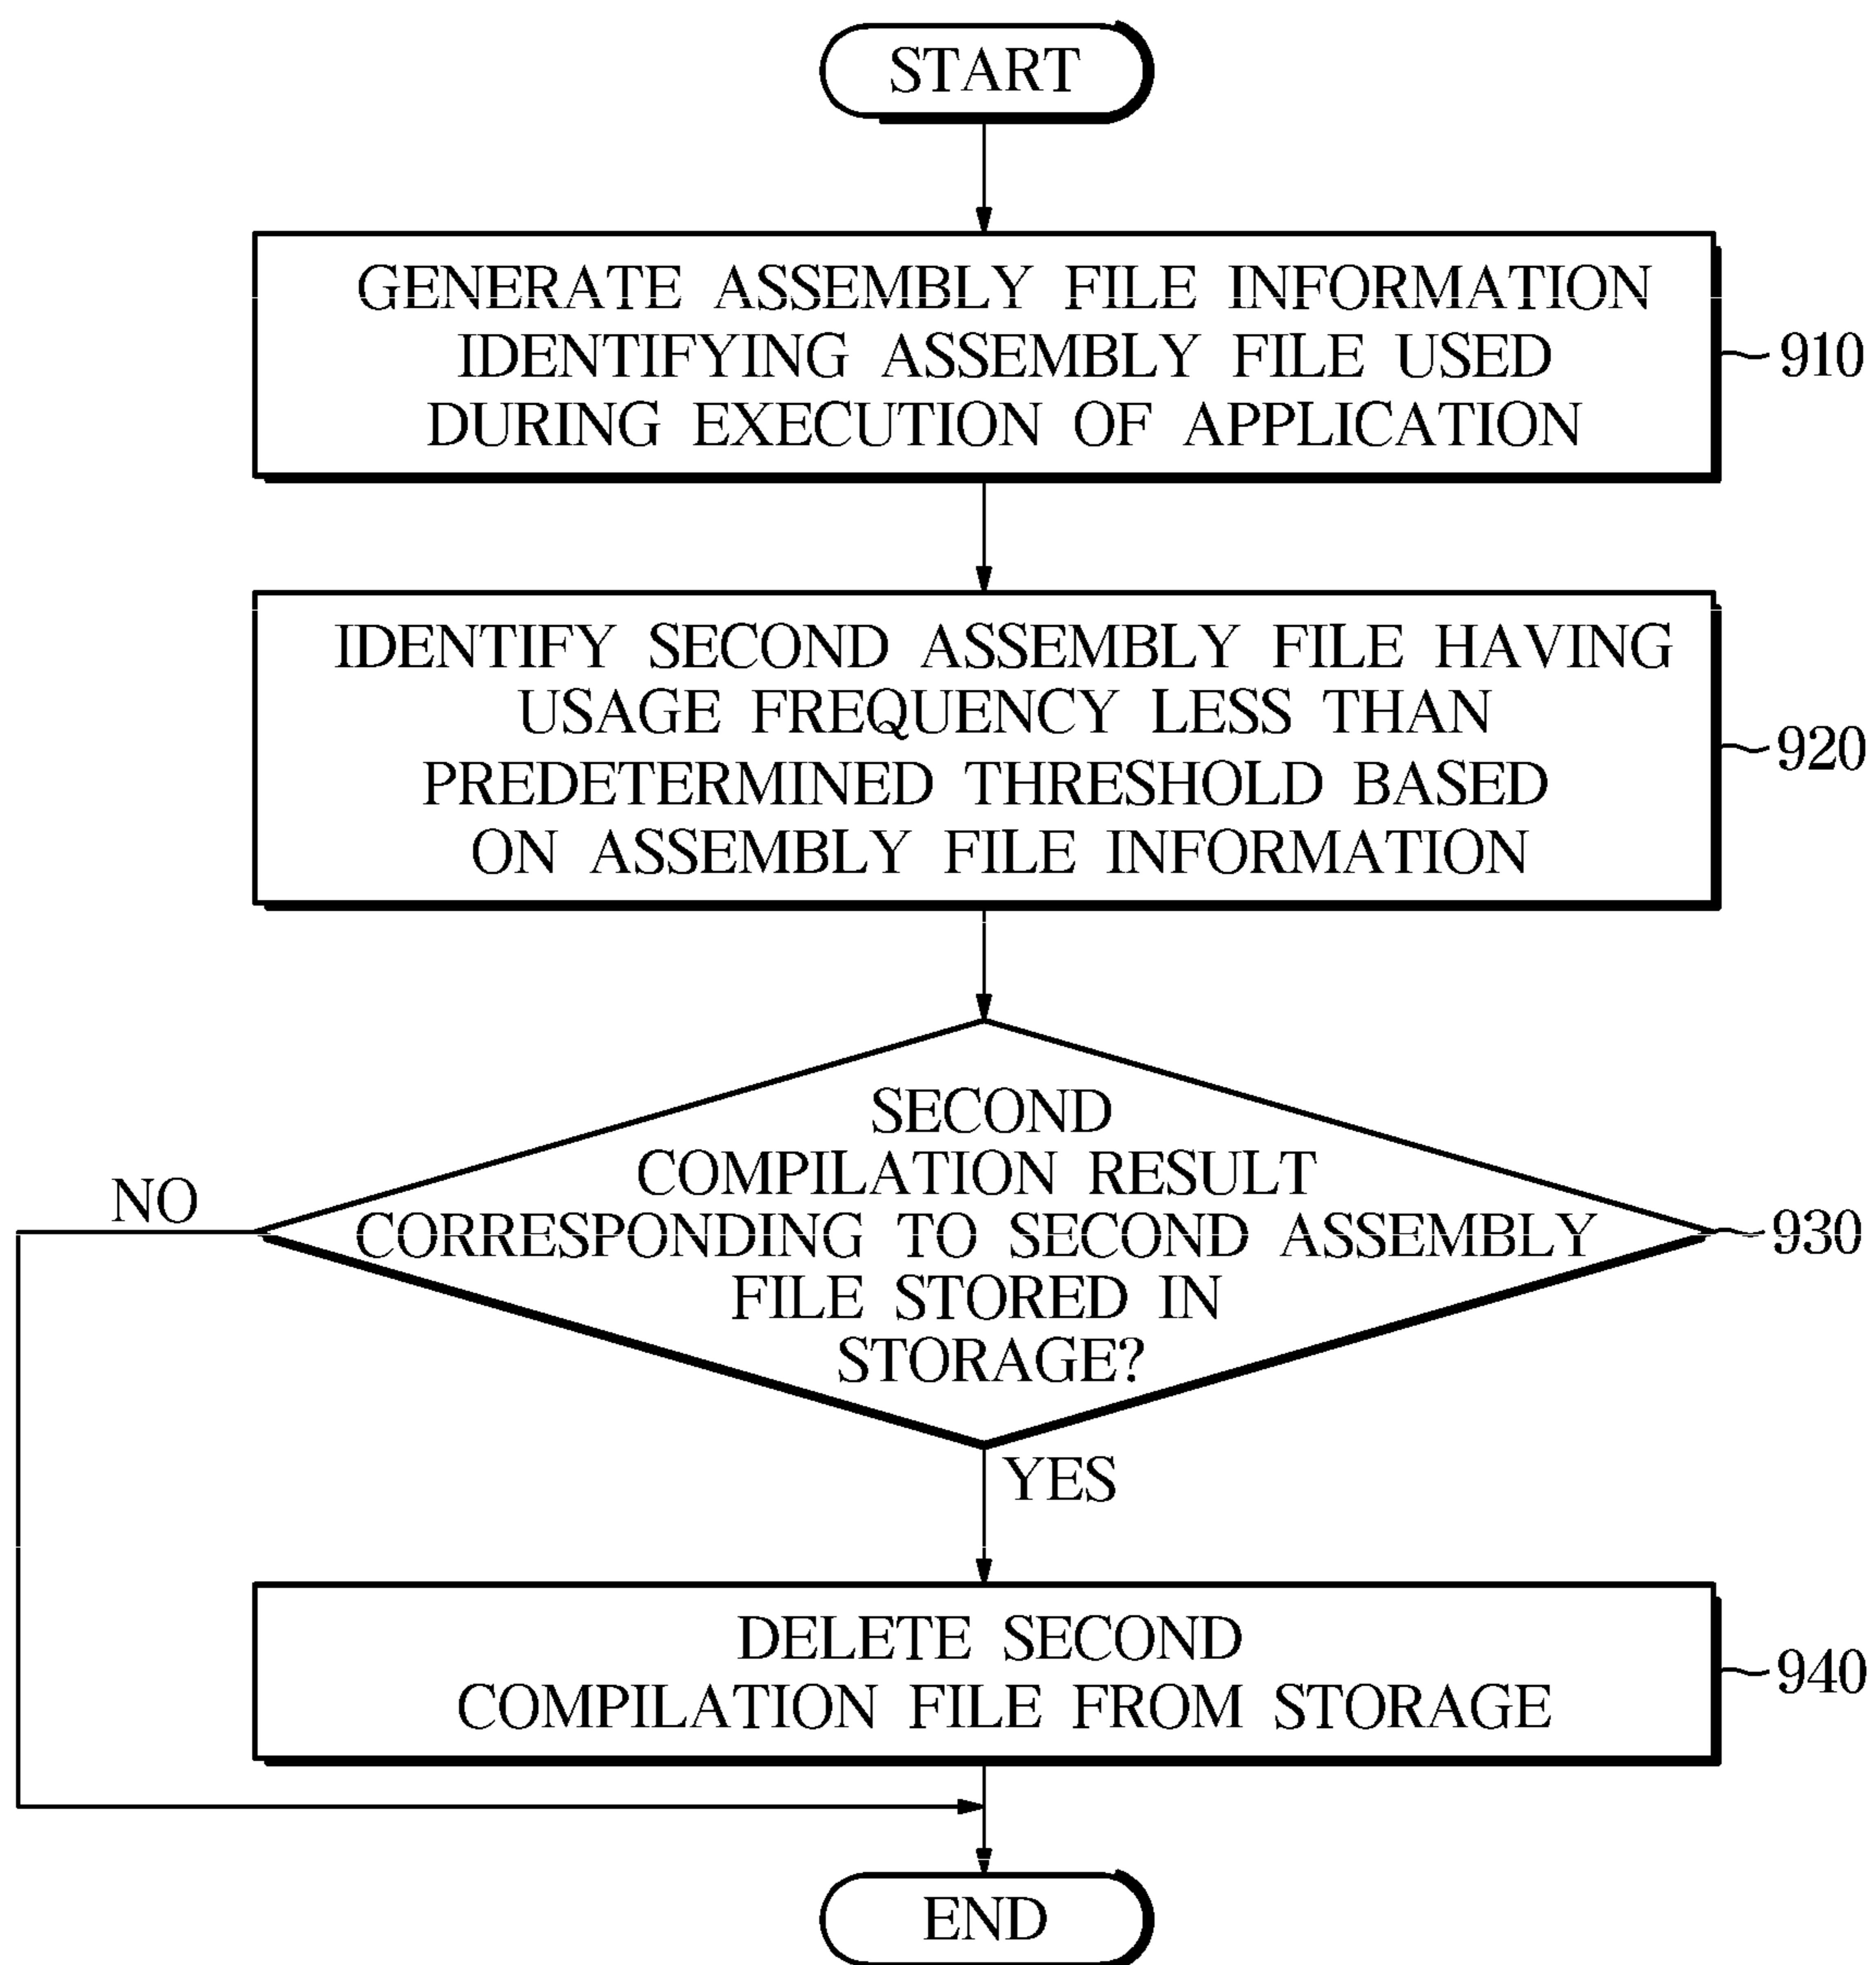 START
GENERATE ASSEMBLY FILE INFORMATION
IDENTIFYING ASSEMBLY FILE USED
DURING EXECUTION OF APPLICATION
910
IDENTIFY SECOND ASSEMBLY FILE HAVING
USAGE FREQUENCY LESS THAN
PREDETERMINED THRESHOLD BASED
ON ASSEMBLY FILE INFORMATION
920
SECOND
COMPILATION RESULT
CORRESPONDING TO SECOND ASSEMBLY
FILE STORED IN
STORAGE?
930
NO
YES
DELETE SECOND
COMPILATION FILE FROM STORAGE
940
END